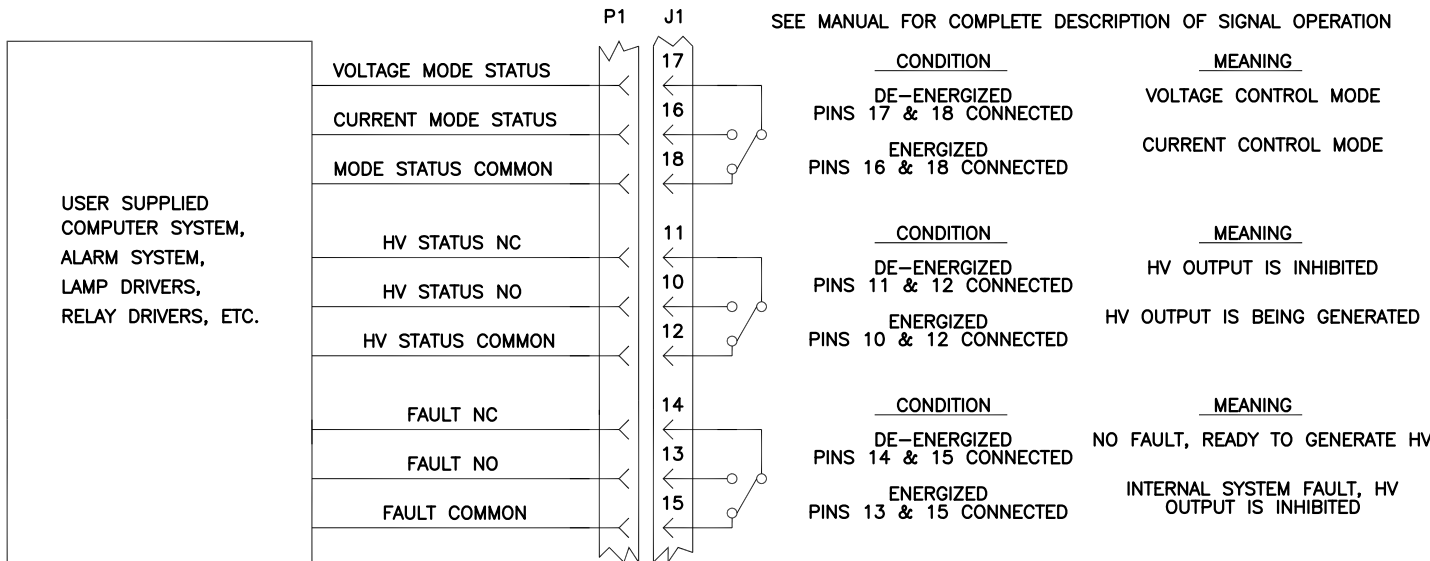 P1 J1 SEE MANUAL FOR COMPLETE DESCRIPTION OF SIGNAL OPERATION
USER SUPPLIED
COMPUTER SYSTEM,
ALARM SYSTEM,
LAMP DRIVERS,
RELAY DRIVERS, ETC.
VOLTAGE MODE STATUS 17
CURRENT MODE STATUS 16
MODE STATUS COMMON 18
CONDITION MEANING
DE-ENERGIZED
PINS 17 & 18 CONNECTED
VOLTAGE CONTROL MODE
ENERGIZED
PINS 16 & 18 CONNECTED
CURRENT CONTROL MODE
HV STATUS NC 11
HV STATUS NO 10
HV STATUS COMMON 12
CONDITION MEANING
DE-ENERGIZED
PINS 11 & 12 CONNECTED
HV OUTPUT IS INHIBITED
ENERGIZED
PINS 10 & 12 CONNECTED
HV OUTPUT IS BEING GENERATED
FAULT NC 14
FAULT NO 13
FAULT COMMON 15
CONDITION MEANING
DE-ENERGIZED
PINS 14 & 15 CONNECTED
NO FAULT, READY TO GENERATE HV
ENERGIZED
PINS 13 & 15 CONNECTED
INTERNAL SYSTEM FAULT, HV
OUTPUT IS INHIBITED